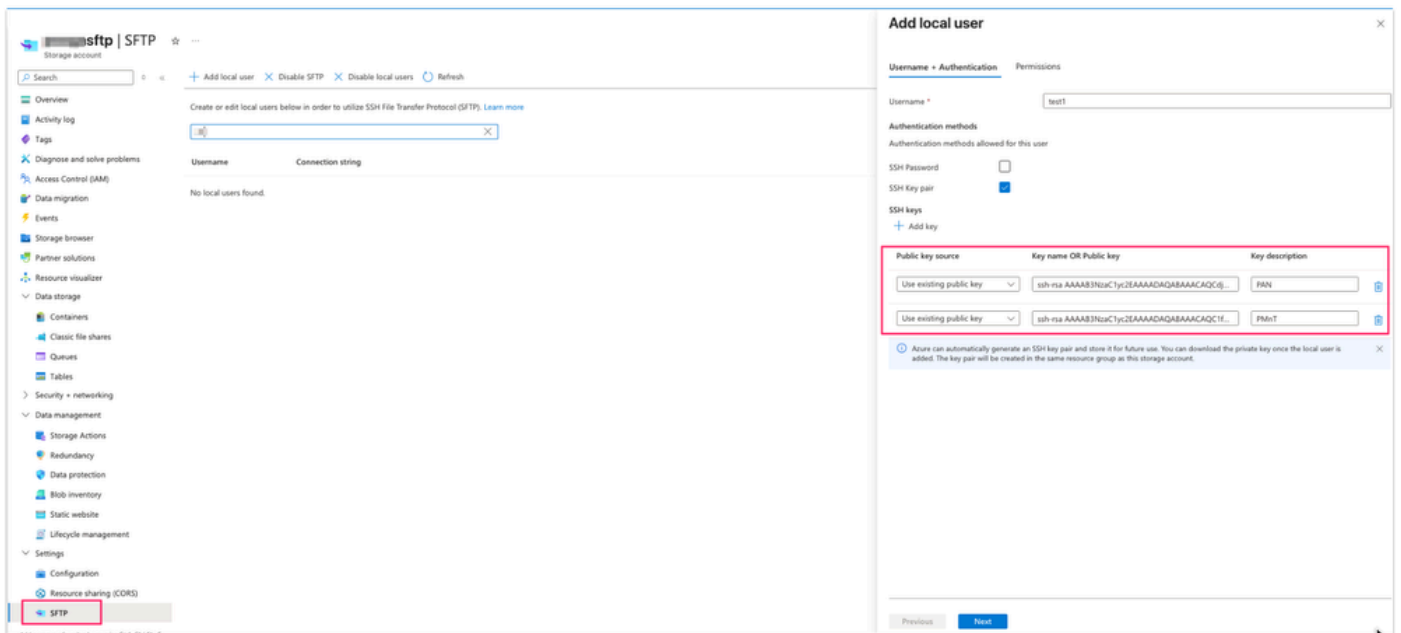 sftp | SFTP
Storage account
Search
Add local user
Disable SFTP
Disable local users
Refresh
Overview
Activity log
Tags
Diagnose and solve problems
Access Control (IAM)
Data migration
Events
Storage browser
Partner solutions
Resource visualizer
Data storage
Containers
Classic file shares
Queues
Tables
Security + networking
Data management
Storage Actions
Redundancy
Data protection
Blob inventory
Static website
Lifecycle management
Settings
Configuration
Resource sharing (CORS)
SFTP
Create or edit local users below in order to utilize SSH File Transfer Protocol (SFTP). Learn more
Username Connection string
No local users found.
Add local user
Username + Authentication Permissions
Username * test1
Authentication methods
Authentication methods allowed for this user
SSH Password
SSH Key pair
SSH keys
Add key
Public key source Key name OR Public key Key description
Use existing public key ssh-rsa AAAAB3NzaC1yc2EAAAADAQABAAACAQCdj... PAN
Use existing public key ssh-rsa AAAAB3NzaC1yc2EAAAADAQABAAACAQC1f... PMnT
Azure can automatically generate an SSH key pair and store it for future use. You can download the private key once the local user is
added. The key pair will be created in the same resource group as this storage account.
Previous Next